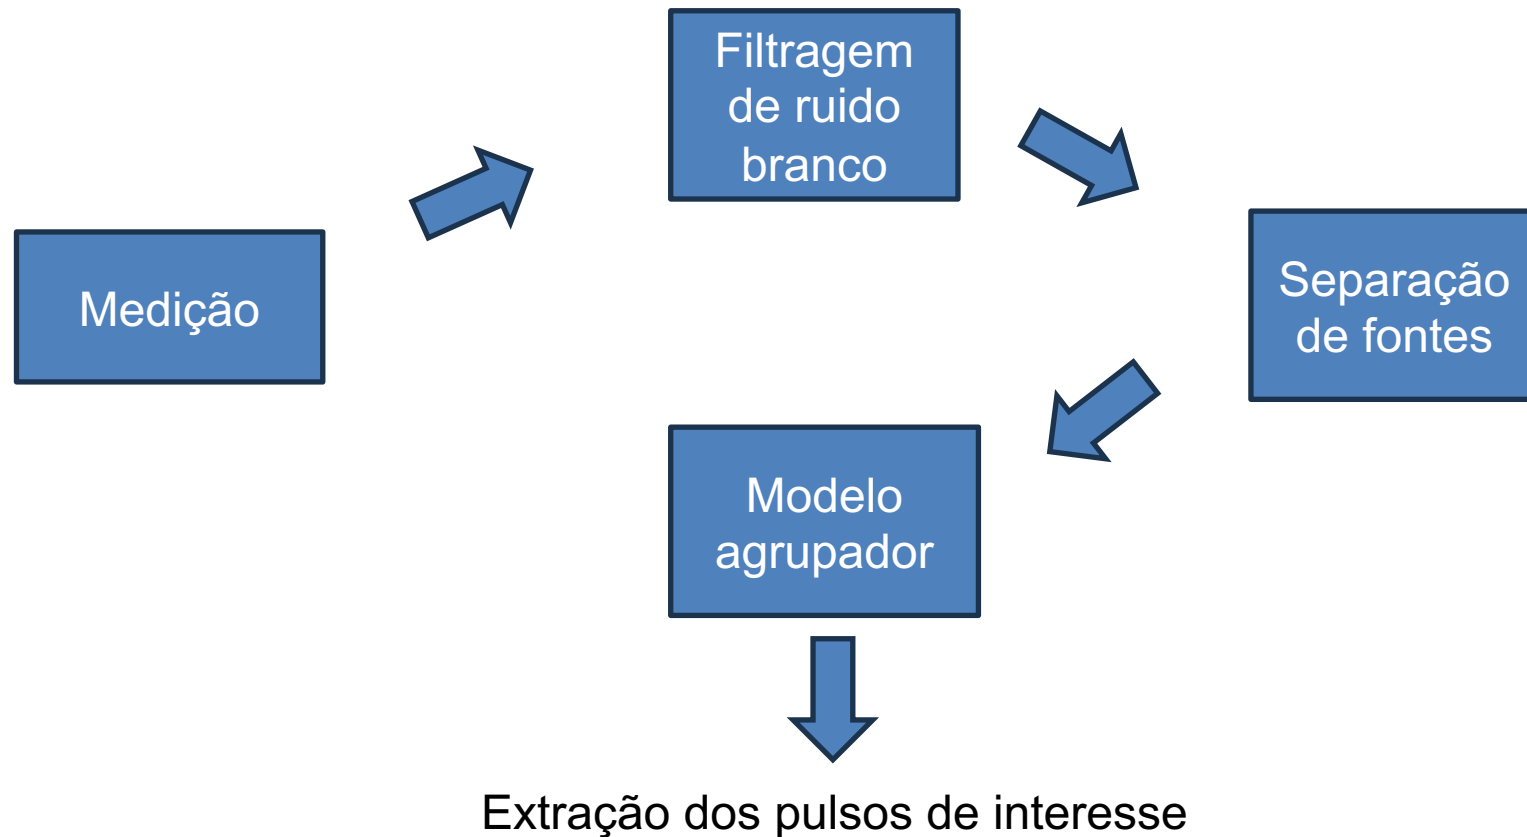 Medição
Filtragem
de ruido
branco
Separação
de fontes
Modelo
agrupador
Extração dos pulsos de interesse